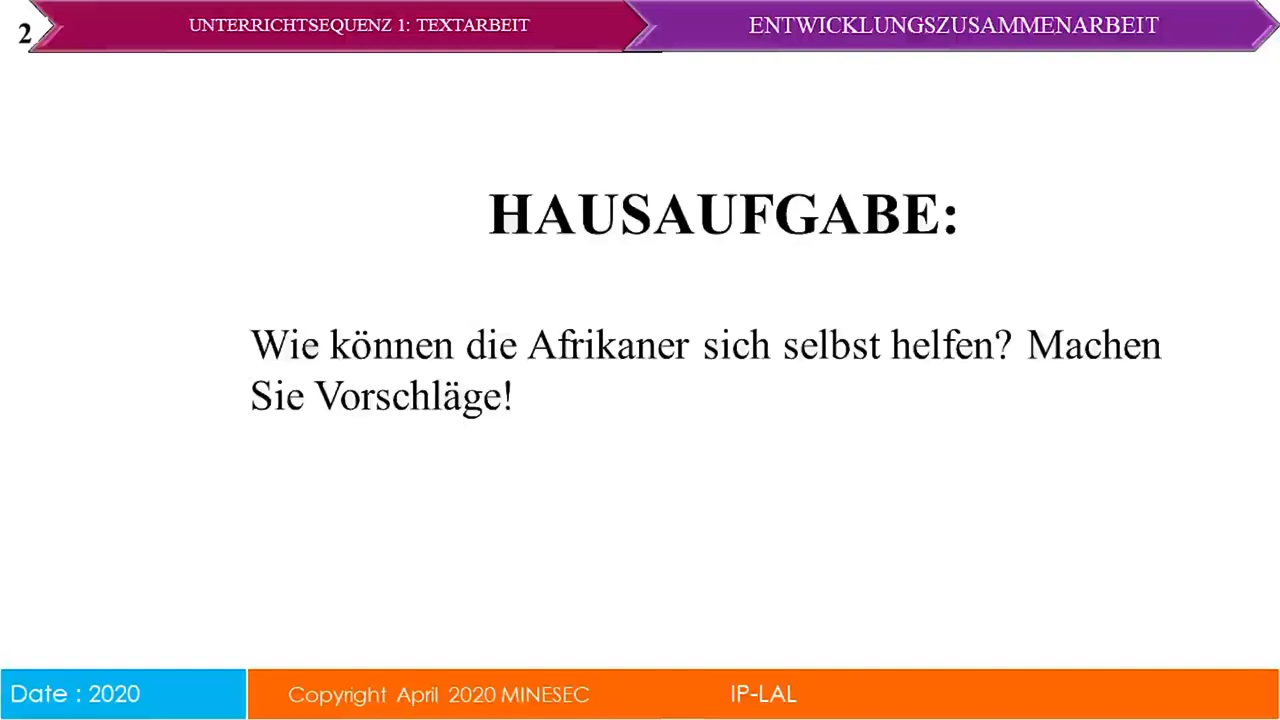 2
UNTERRICHTSEQUENZ 1: TEXTARBEIT
ENTWICKLUNGSZUSAMMENARBEIT
HAUSAUFGABE:
Wie können die Afrikaner sich selbst helfen? Machen
Sie Vorschläge!
Date : 2020
Copyright April 2020 MINESEC
IP-LAL